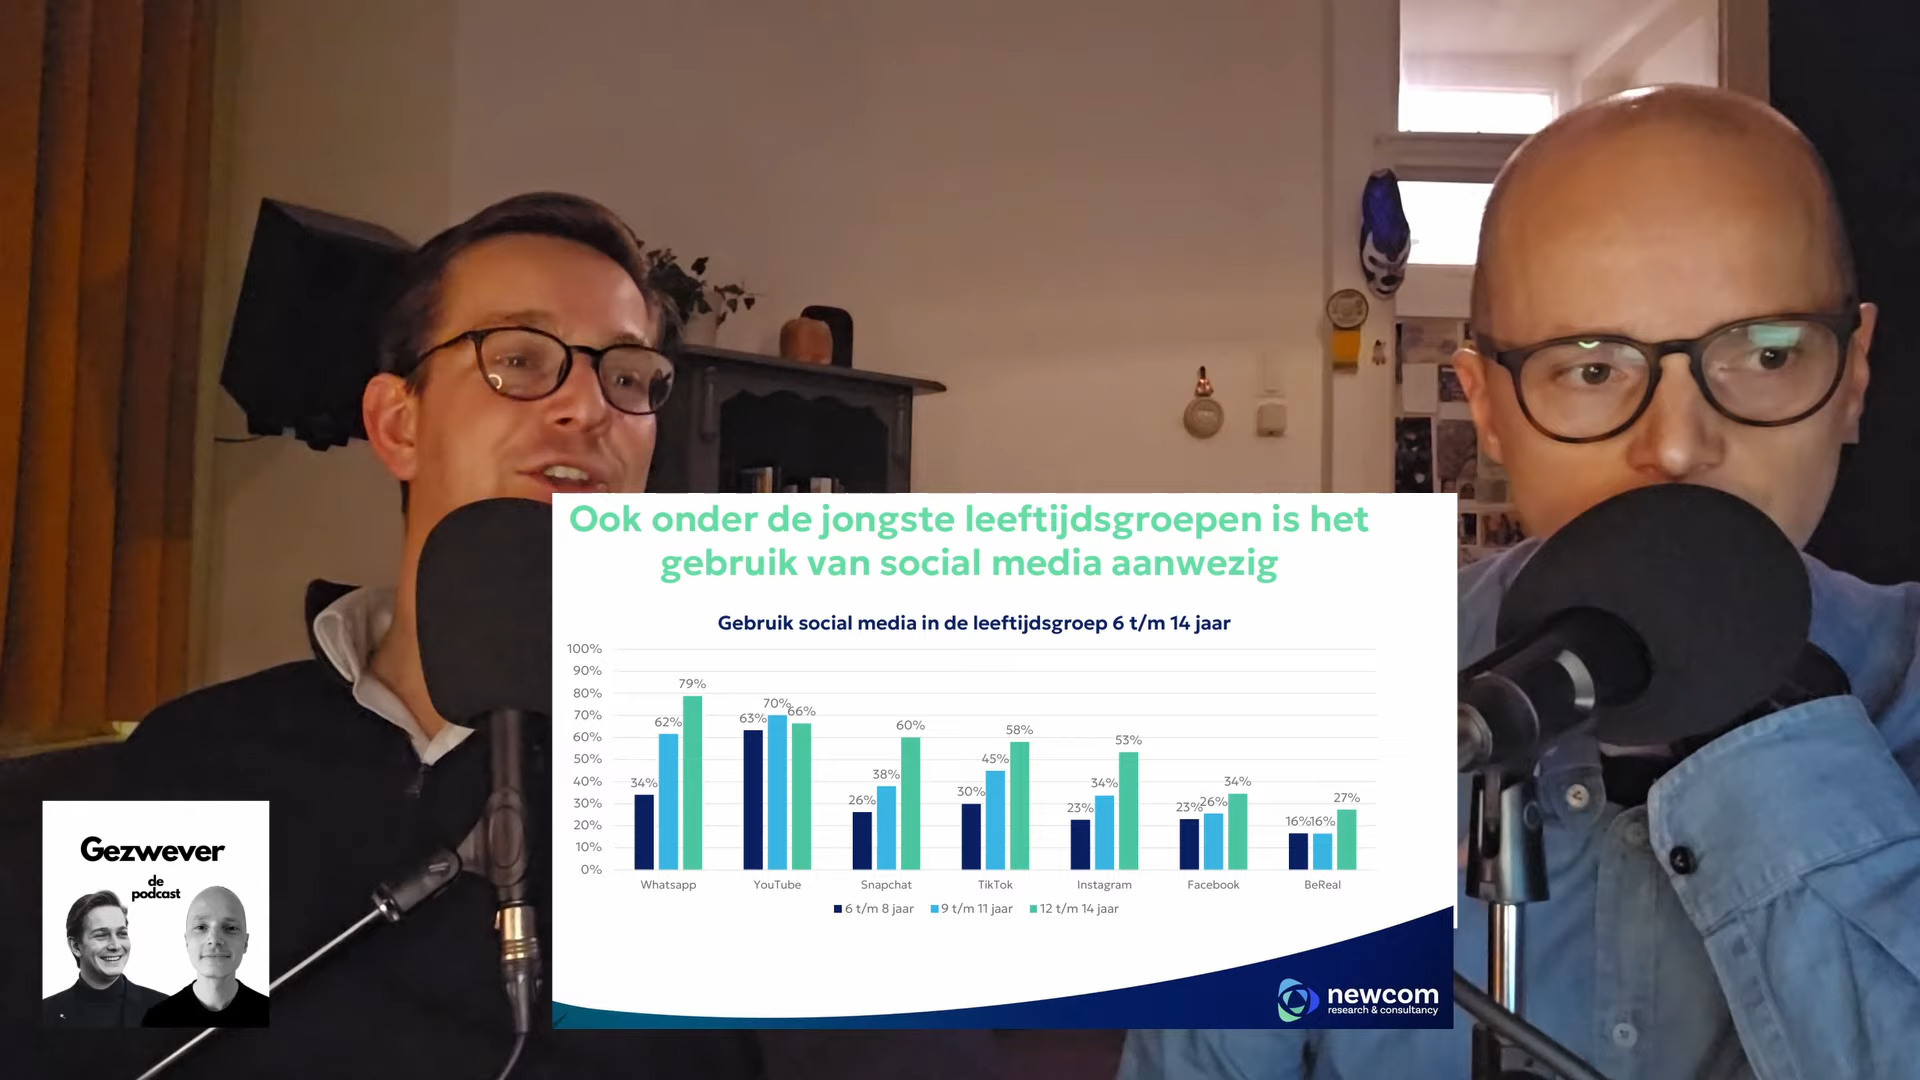 Ook onder de jongste leeftijdsgroepen is het
gebruik van social media aanwezig
Gebruik social media in de leeftijdsgroep 6 t/m 14 jaar
100%
90%
80%
70%
60%
50%
40%
30%
20%
10%
0%
34% 62% 79%
63% 70% 66%
26% 38% 60%
30% 45% 58%
23% 34% 53%
23% 26% 34%
16% 16% 27%
Whatsapp YouTube Snapchat TikTok Instagram Facebook BeReal
6 t/m 8 jaar 9 t/m 11 jaar 12 t/m 14 jaar
newcom
research & consultancy
Gezwever
de
podcast